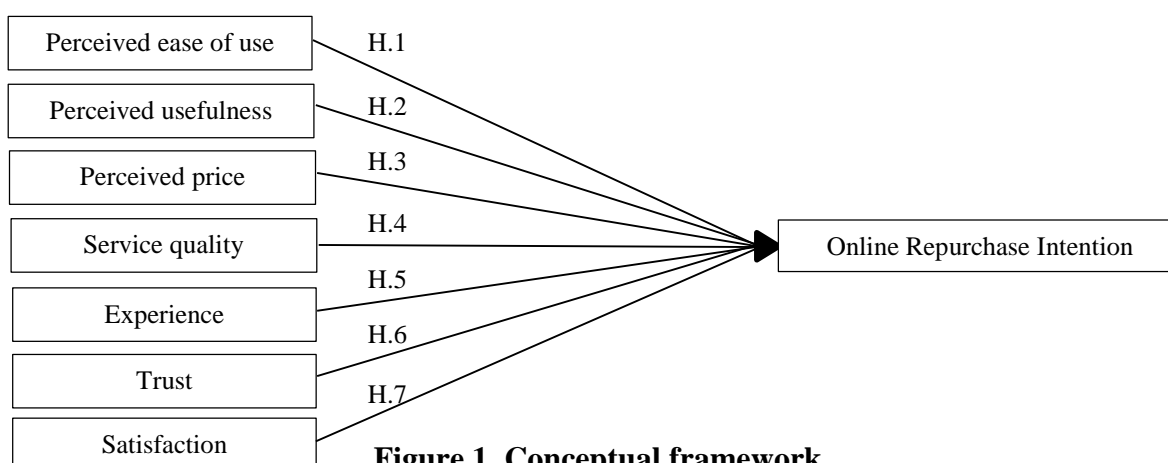 Perceived ease of use
H.1
Perceived usefulness
H.2
Perceived price
H.3
Service quality
H.4
Online Repurchase Intention
Experience
H.5
Trust
H.6
Satisfaction
H.7
Figure 1. Conceptual framework